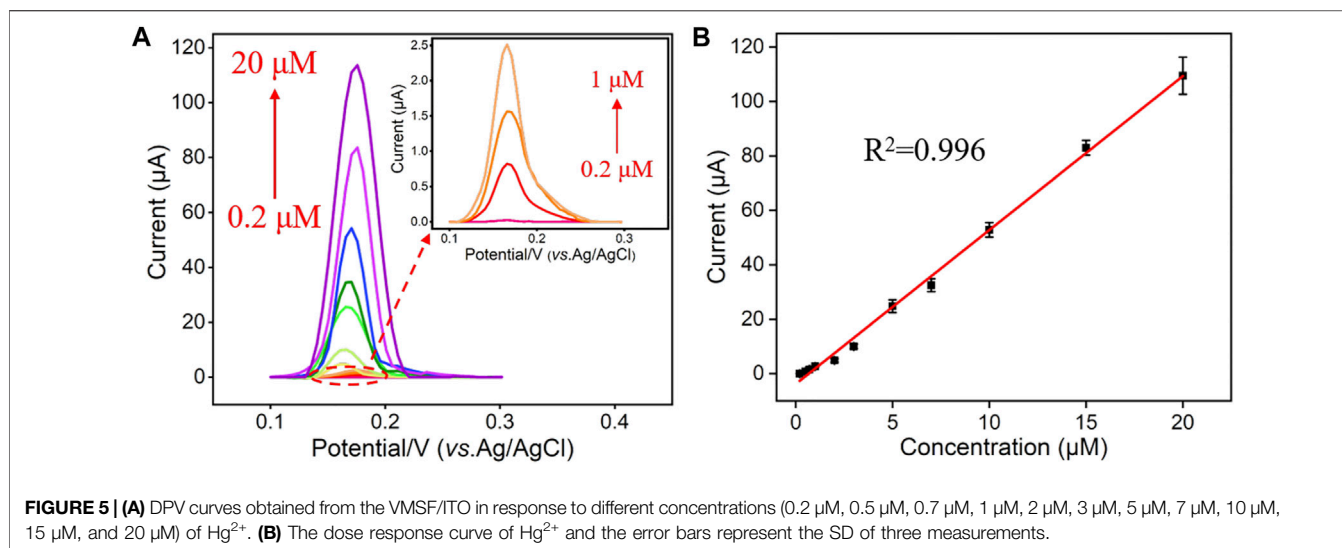 A
120
100
80
60
40
20
0
Current (µA)
20 µM
0.2 µM
0.1
0.2
0.3
0.4
Potential/V (vs.Ag/AgCl)
2.5
2.0
1.5
1.0
0.5
0.0
Current (µA)
1 µM
0.2 µM
0.1
0.2
0.3
Potential/V (vs.Ag/AgCl)
B
120
100
80
60
40
20
0
Current (µA)
R²=0.996
0
5
10
15
20
Concentration (µM)
FIGURE 5 | (A) DPV curves obtained from the VMSF/ITO in response to different concentrations (0.2 µM, 0.5 µM, 0.7 µM, 1 µM, 2 µM, 3 µM, 5 µM, 7 µM, 10 µM,
15 µM, and 20 µM) of Hg²⁺. (B) The dose response curve of Hg²⁺ and the error bars represent the SD of three measurements.